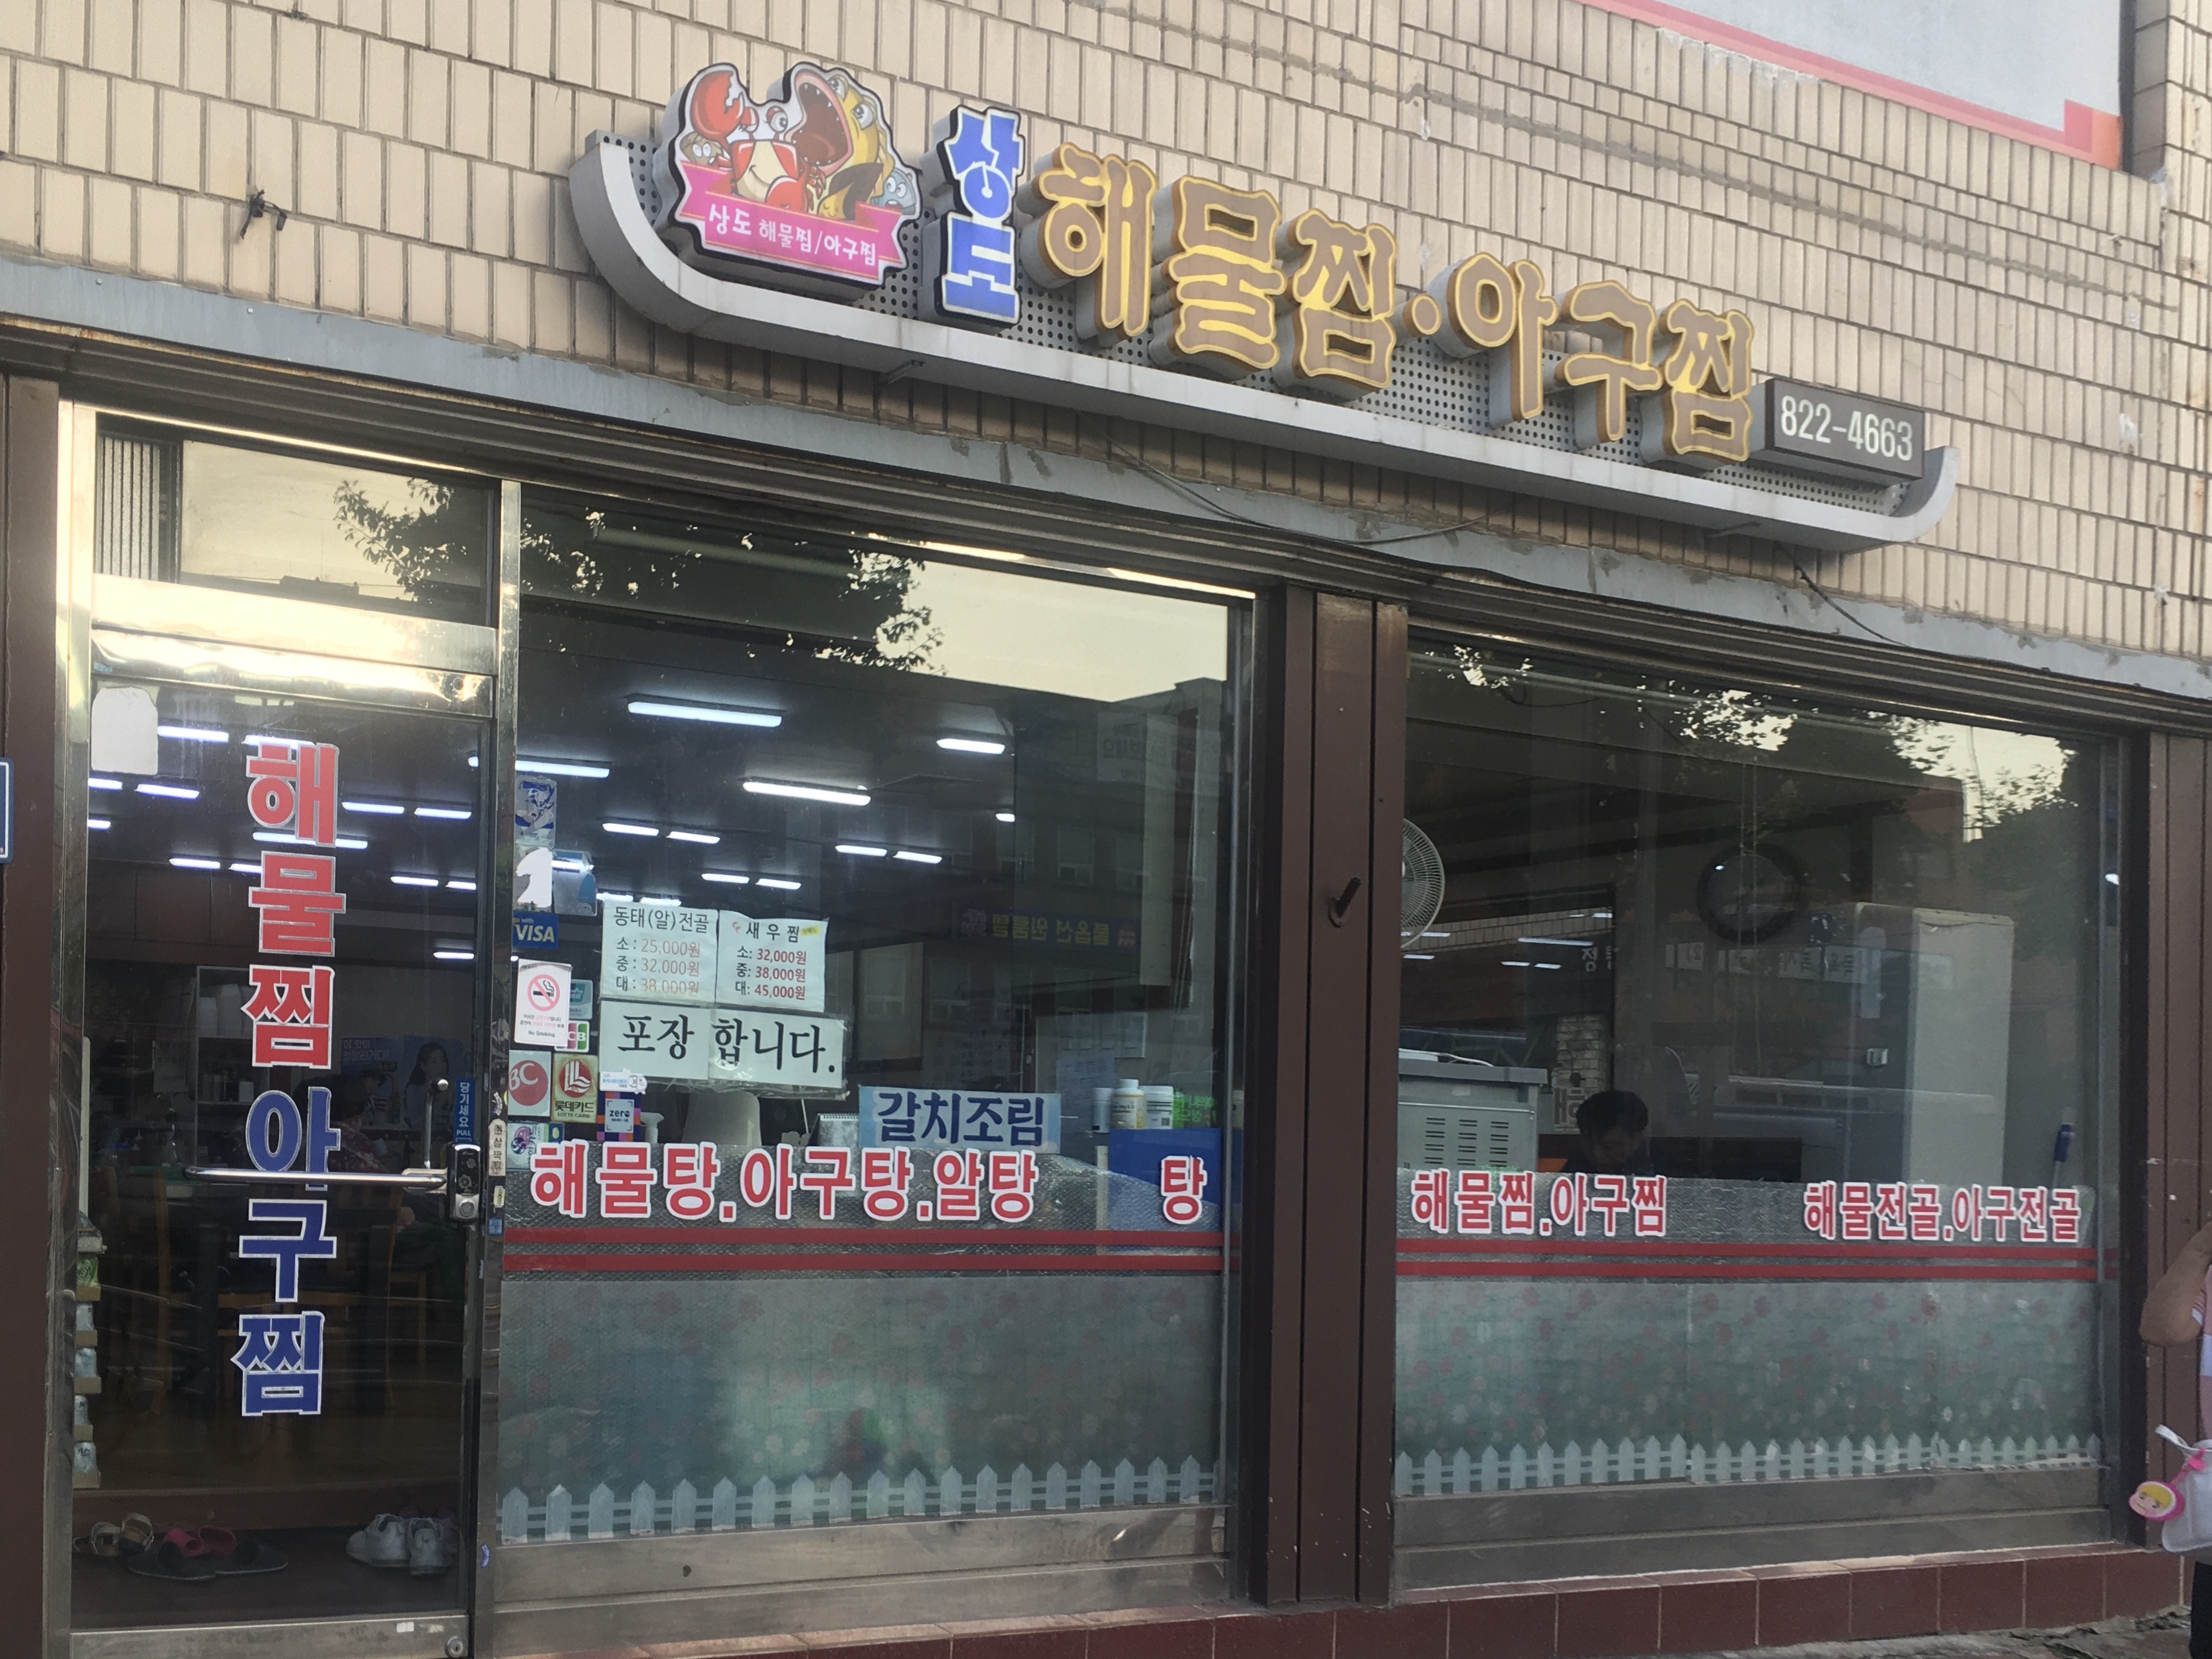 상도 해물찜/아구찜
상도
해물찜·아구찜
822-4663
해물찜
아구찜
당기세요
PULL
VISA
No Smoking
BC
롯데카드
LOTTE CARD
zero
동태(알)전골
소: 25,000원
중: 32,000원
대: 38,000원
새우찜
소: 32,000원
중: 38,000원
대: 45,000원
포장 합니다.
갈치조림
해물탕.아구탕.알탕
탕
해물찜.아구찜
해물전골.아구전골